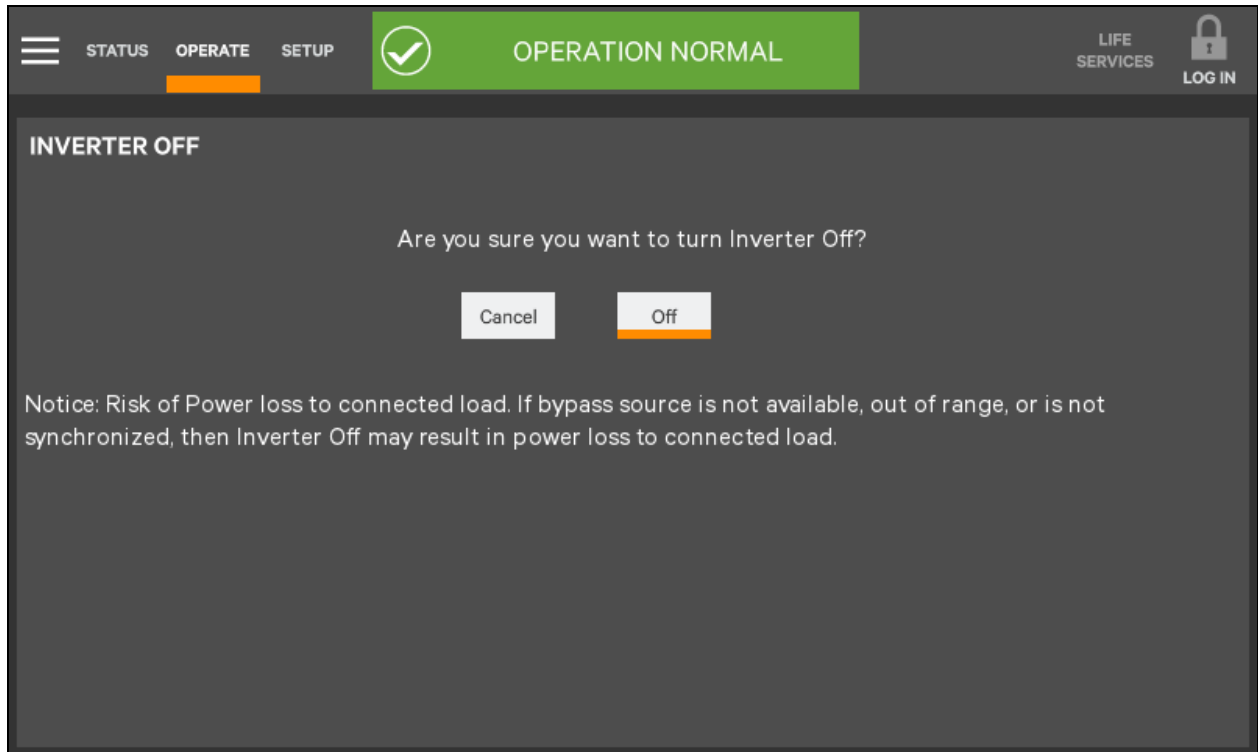 STATUS OPERATE SETUP OPERATION NORMAL LIFE
SERVICES
LOG IN
INVERTER OFF
Are you sure you want to turn Inverter Off?
Cancel Off
Notice: Risk of Power loss to connected load. If bypass source is not available, out of range, or is not
synchronized, then Inverter Off may result in power loss to connected load.